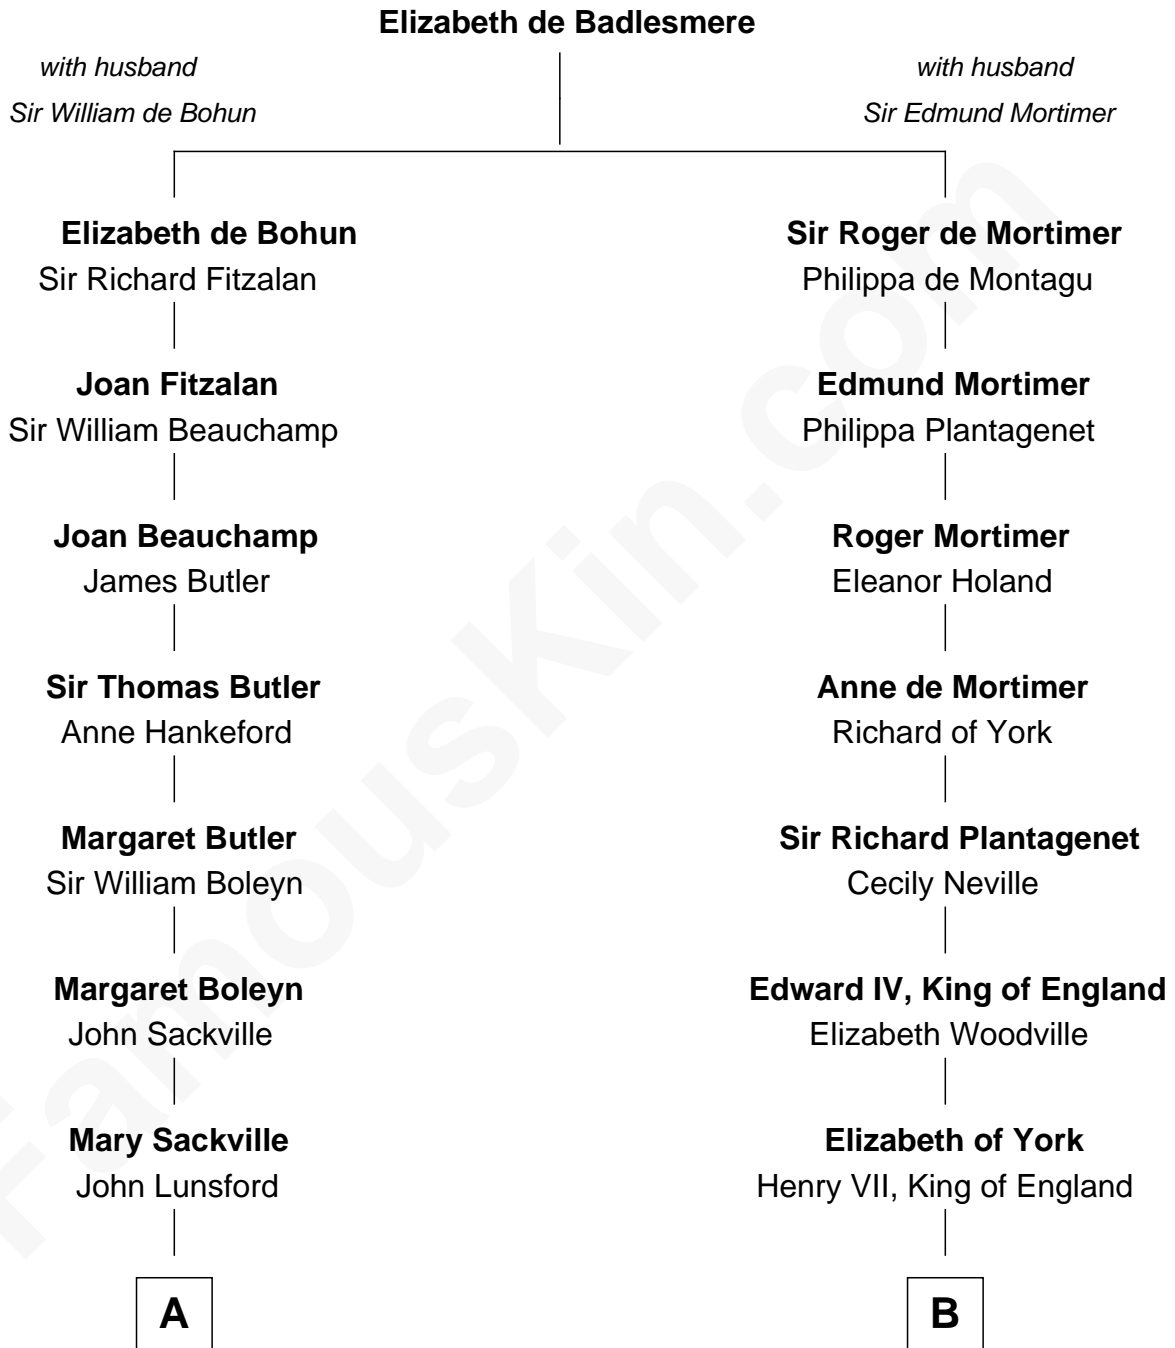 Elizabeth de Badlesmere
with husband
Sir William de Bohun
with husband
Sir Edmund Mortimer
Elizabeth de Bohun
Sir Richard Fitzalan
Sir Roger de Mortimer
Philippa de Montagu
Joan Fitzalan
Sir William Beauchamp
Edmund Mortimer
Philippa Plantagenet
Joan Beauchamp
James Butler
Roger Mortimer
Eleanor Holand
Sir Thomas Butler
Anne Hankeford
Anne de Mortimer
Richard of York
Margaret Butler
Sir William Boleyn
Sir Richard Plantagenet
Cecily Neville
Margaret Boleyn
John Sackville
Edward IV, King of England
Elizabeth Woodville
Mary Sackville
John Lunsford
Elizabeth of York
Henry VII, King of England
A
B
FamousKin.com